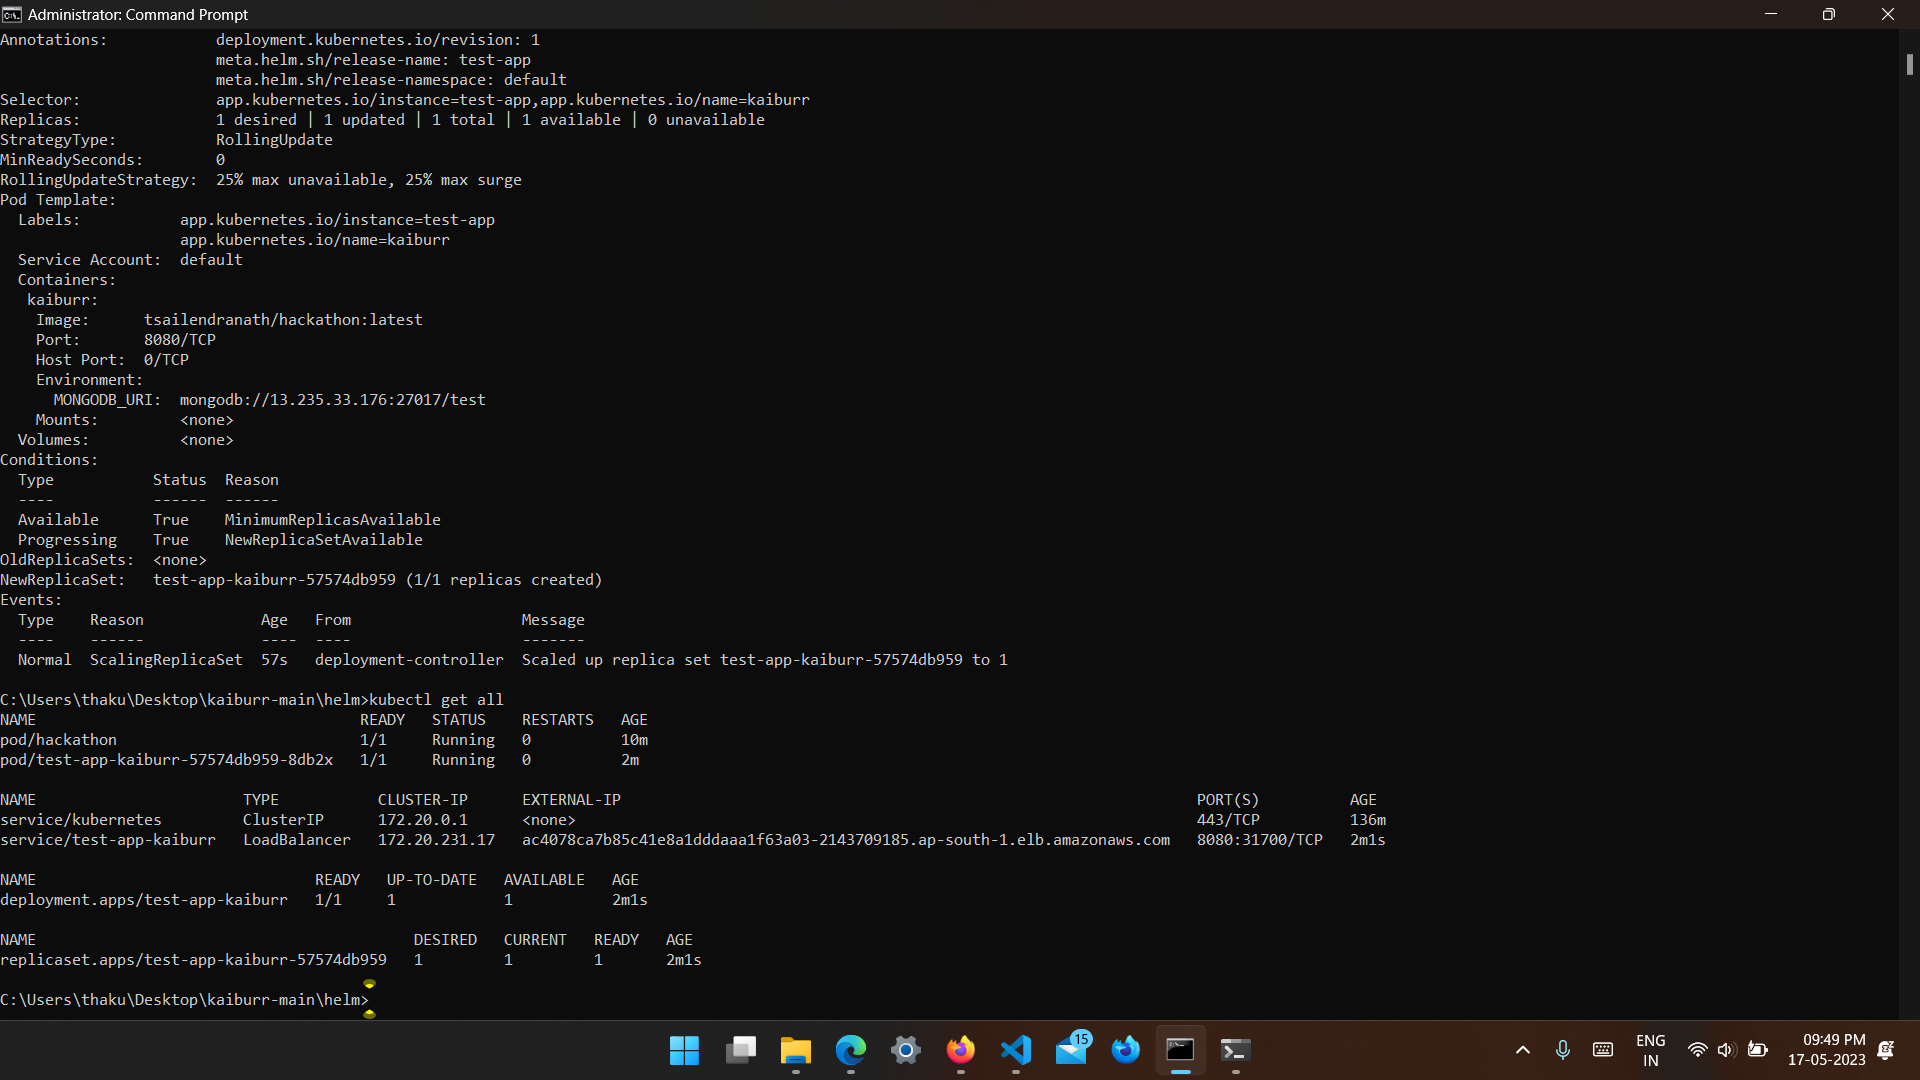 Administrator: Command Prompt
Annotations:            deployment.kubernetes.io/revision: 1
                        meta.helm.sh/release-name: test-app
                        meta.helm.sh/release-namespace: default
Selector:               app.kubernetes.io/instance=test-app,app.kubernetes.io/name=kaiburr
Replicas:               1 desired | 1 updated | 1 total | 1 available | 0 unavailable
StrategyType:           RollingUpdate
MinReadySeconds:        0
RollingUpdateStrategy:  25% max unavailable, 25% max surge
Pod Template:
  Labels:           app.kubernetes.io/instance=test-app
                    app.kubernetes.io/name=kaiburr
  Service Account:  default
  Containers:
   kaiburr:
    Image:      tsailendranath/hackathon:latest
    Port:       8080/TCP
    Host Port:  0/TCP
    Environment:
      MONGODB_URI:  mongodb://13.235.33.176:27017/test
    Mounts:         <none>
  Volumes:          <none>
Conditions:
  Type           Status  Reason
  ----           ------  ------
  Available      True    MinimumReplicasAvailable
  Progressing    True    NewReplicaSetAvailable
OldReplicaSets:  <none>
NewReplicaSet:   test-app-kaiburr-57574db959 (1/1 replicas created)
Events:
  Type    Reason             Age   From                   Message
  ----    ------             ----  ----                   -------
  Normal  ScalingReplicaSet  57s   deployment-controller  Scaled up replica set test-app-kaiburr-57574db959 to 1
C:\Users\thaku\Desktop\kaiburr-main\helm>kubectl get all
NAME                                    READY   STATUS    RESTARTS   AGE
pod/hackathon                           1/1     Running   0          10m
pod/test-app-kaiburr-57574db959-8db2x   1/1     Running   0          2m
NAME                       TYPE           CLUSTER-IP      EXTERNAL-IP                                                                PORT(S)          AGE
service/kubernetes         ClusterIP      172.20.0.1      <none>                                                                     443/TCP          136m
service/test-app-kaiburr   LoadBalancer   172.20.231.17   ac4078ca7b85c41e8a1dddaaa1f63a03-2143709185.ap-south-1.elb.amazonaws.com   8080:31700/TCP   2m1s
NAME                               READY   UP-TO-DATE   AVAILABLE   AGE
deployment.apps/test-app-kaiburr   1/1     1            1           2m1s
NAME                                          DESIRED   CURRENT   READY   AGE
replicaset.apps/test-app-kaiburr-57574db959   1         1         1       2m1s
C:\Users\thaku\Desktop\kaiburr-main\helm>
15
ENG
IN
09:49 PM
17-05-2023